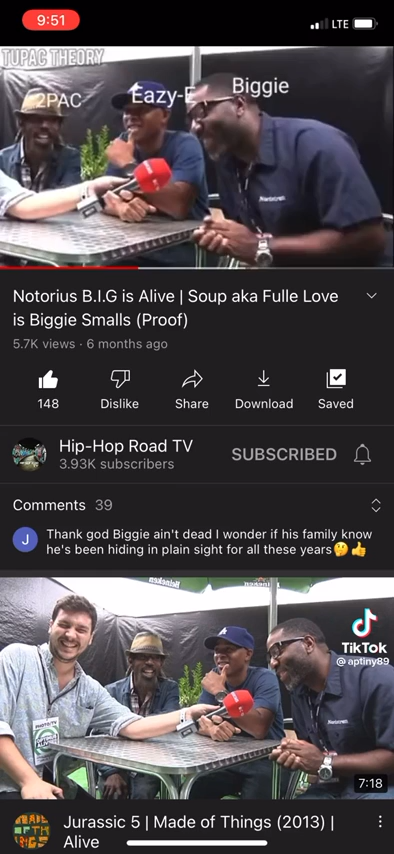 9:51
LTE
TUPAC THEORY
2PAC
Eazy-E
Biggie
Notorius B.I.G is Alive | Soup aka Fulle Love
is Biggie Smalls (Proof)
5.7K views · 6 months ago
148
Dislike
Share
Download
Saved
Hip-Hop Road TV
3.93K subscribers
SUBSCRIBED
Comments 39
J
Thank god Biggie ain't dead I wonder if his family know
he's been hiding in plain sight for all these years🤔👍
Heineken
TikTok
@aptiny89
PHOTO/TV
7:18
Jurassic 5 | Made of Things (2013) |
Alive